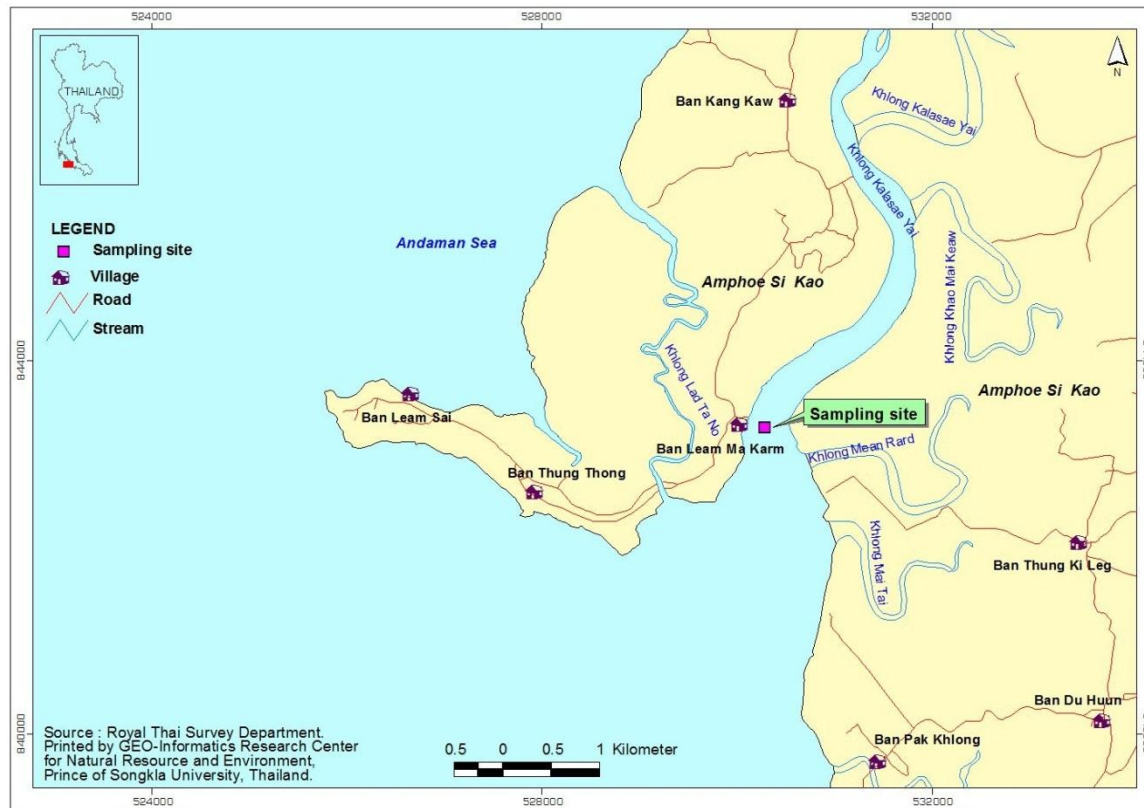 524000
528000
532000
THAILAND
N
Ban Kang Kaw
Khlong Kalasae Yai
Khlong Kalasae Yai
LEGEND
Sampling site
Village
Road
Stream
Andaman Sea
Amphoe Si Kao
Khlong Khao Mai Keaw
844000
Khlong Lad Ta No
Amphoe Si Kao
Ban Leam Sai
Sampling site
Ban Leam Ma Karm
Khlong Mean Rard
Ban Thung Thong
Khlong Mai Tai
Ban Thung Ki Leg
Ban Du Huun
840000
Ban Pak Khlong
Source : Royal Thai Survey Department.
Printed by GEO-Informatics Research Center
for Natural Resource and Environment,
Prince of Songkla University, Thailand.
0.5 0 0.5 1 Kilometer
524000
528000
532000